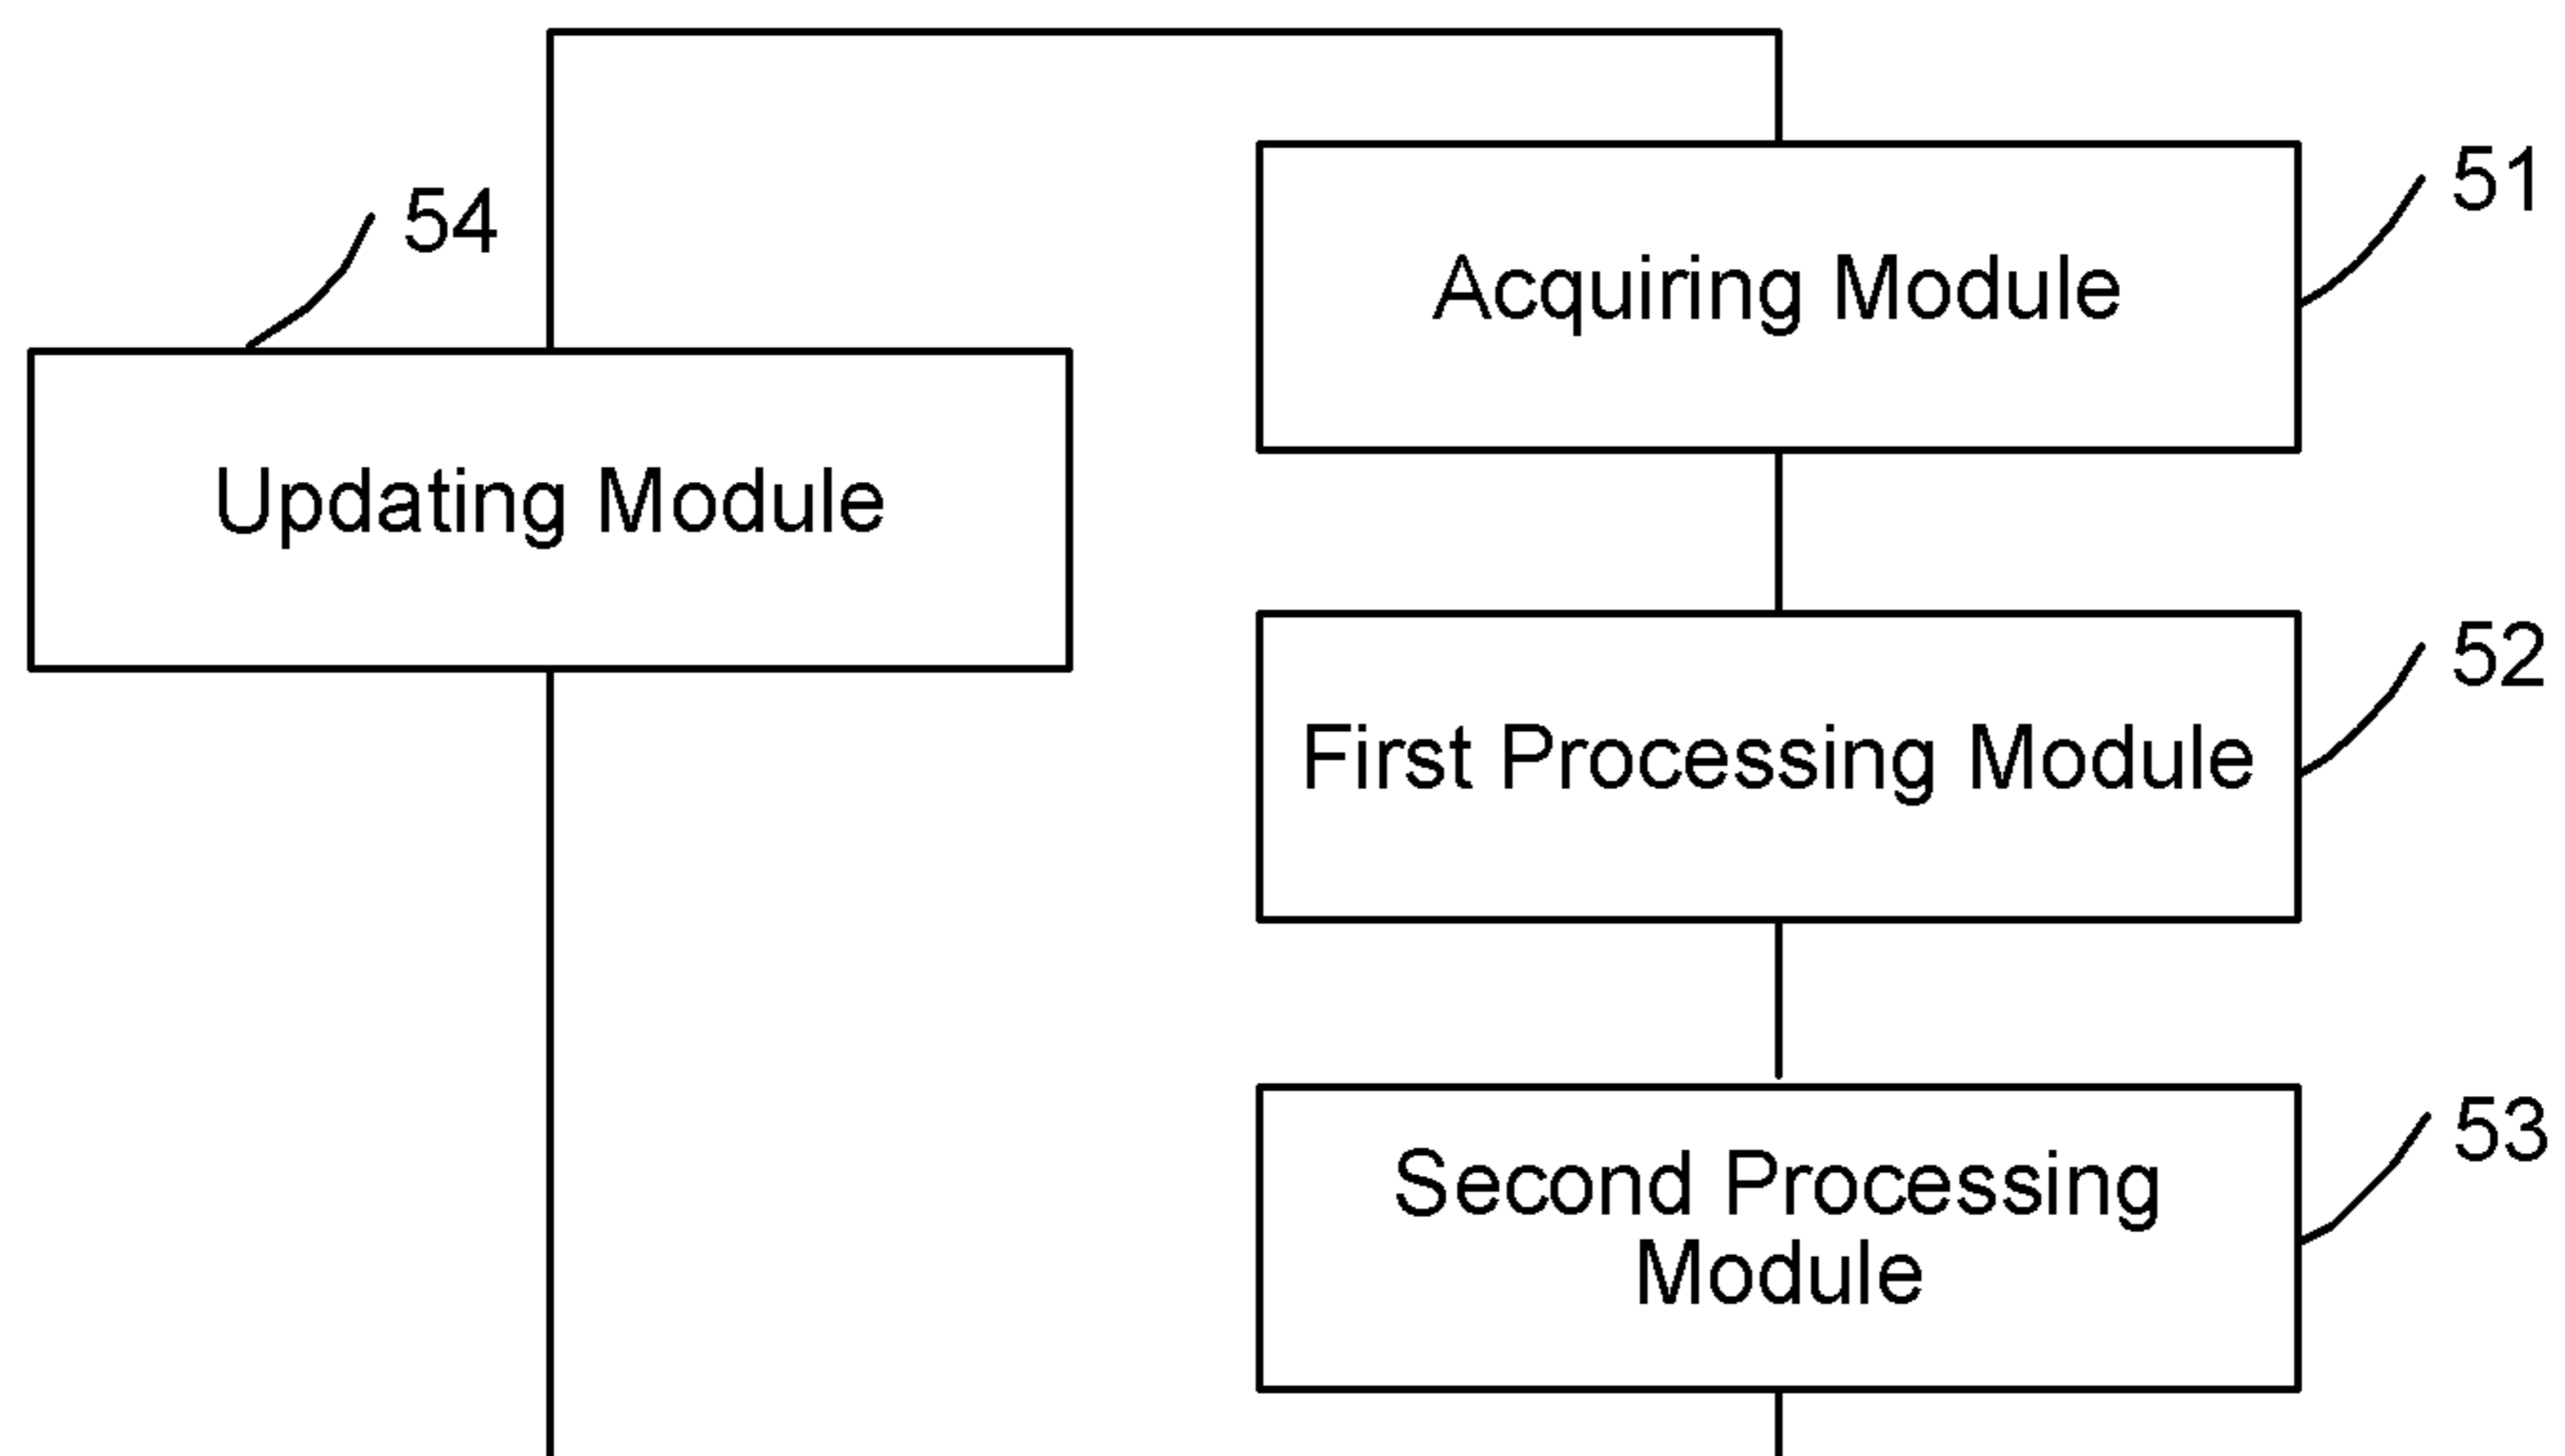 51
Acquiring Module
54
Updating Module
52
First Processing Module
53
Second Processing
Module